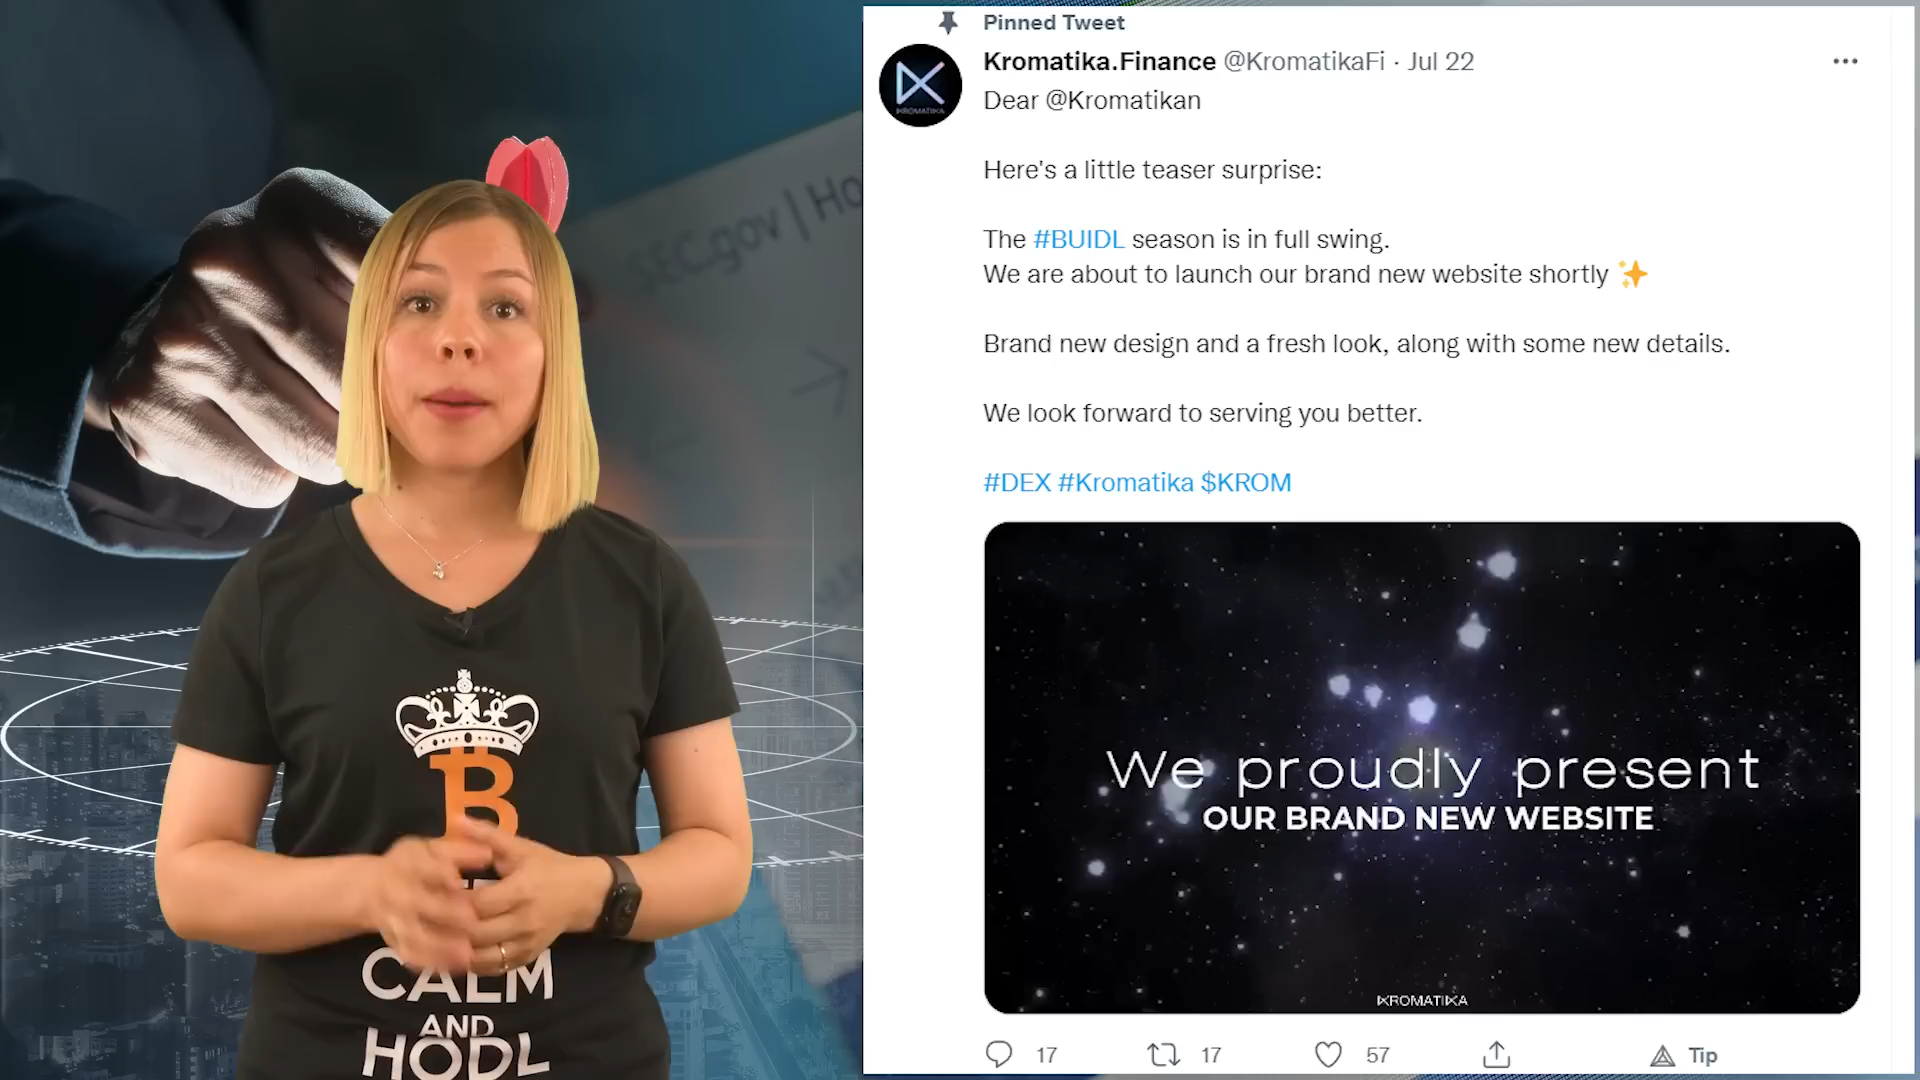 SEC.gov | Ho
CALM
AND
HODL
Pinned Tweet
Kromatika.Finance @KromatikaFi · Jul 22
Dear @Kromatikan
Here's a little teaser surprise:
The #BUIDL season is in full swing.
We are about to launch our brand new website shortly ✨
Brand new design and a fresh look, along with some new details.
We look forward to serving you better.
#DEX #Kromatika $KROM
We proudly present
OUR BRAND NEW WEBSITE
KROMATIKA
17 17 57 Tip